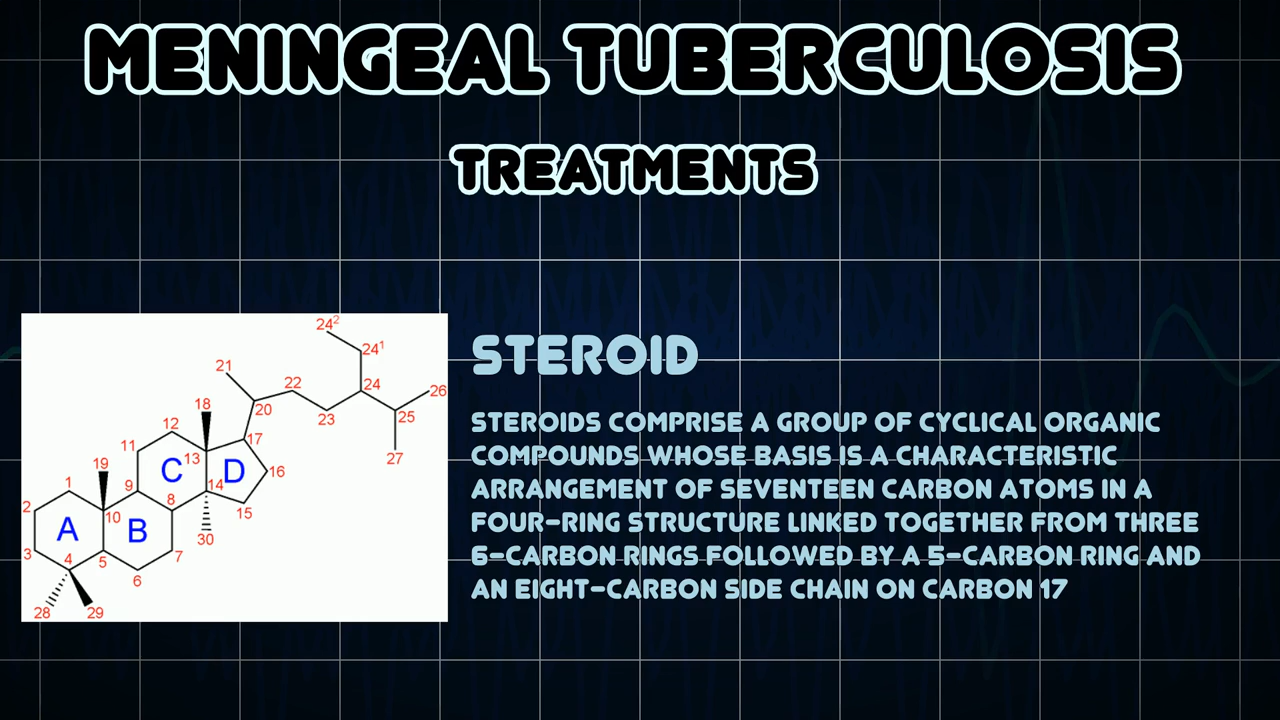 MENINGEAL TUBERCULOSIS
TREATMENTS
STEROID
STEROIDS COMPRISE A GROUP OF CYCLICAL ORGANIC
COMPOUNDS WHOSE BASIS IS A CHARACTERISTIC
ARRANGEMENT OF SEVENTEEN CARBON ATOMS IN A
FOUR-RING STRUCTURE LINKED TOGETHER FROM THREE
6-CARBON RINGS FOLLOWED BY A 5-CARBON RING AND
AN EIGHT-CARBON SIDE CHAIN ON CARBON 17
24²
24¹
21
22
24
26
18
20
23
25
12
17
11
13
27
19
C
D
16
1
9
8
14
2
10
15
A
B
30
3
4
5
7
6
28
29